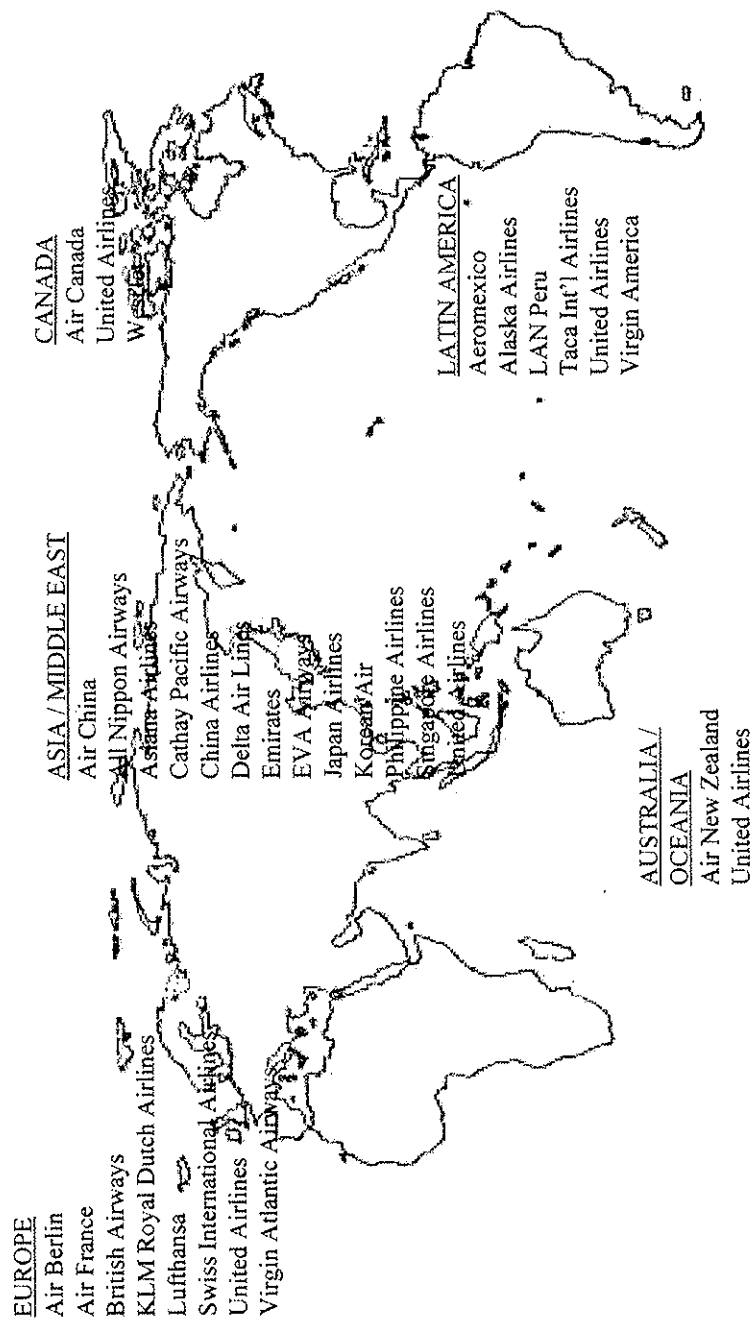 EUROPE
Air Berlin
Air France
British Airways
KLM Royal Dutch Airlines
Lufthansa
Swiss International Airlines
United Airlines
Virgin Atlantic Airways
ASIA / MIDDLE EAST
Air China
All Nippon Airways
Asiana Airlines
Cathay Pacific Airways
China Airlines
Delta Air Lines
Emirates
EVA Airways
Japan Airlines
Korean Air
Philippine Airlines
Singapore Airlines
United Airlines
CANADA
Air Canada
United Airlines
WestJet
AUSTRALIA /
OCEANIA
Air New Zealand
United Airlines
LATIN AMERICA
Aeromexico
Alaska Airlines
LAN Peru
Taca Int'l Airlines
United Airlines
Virgin America